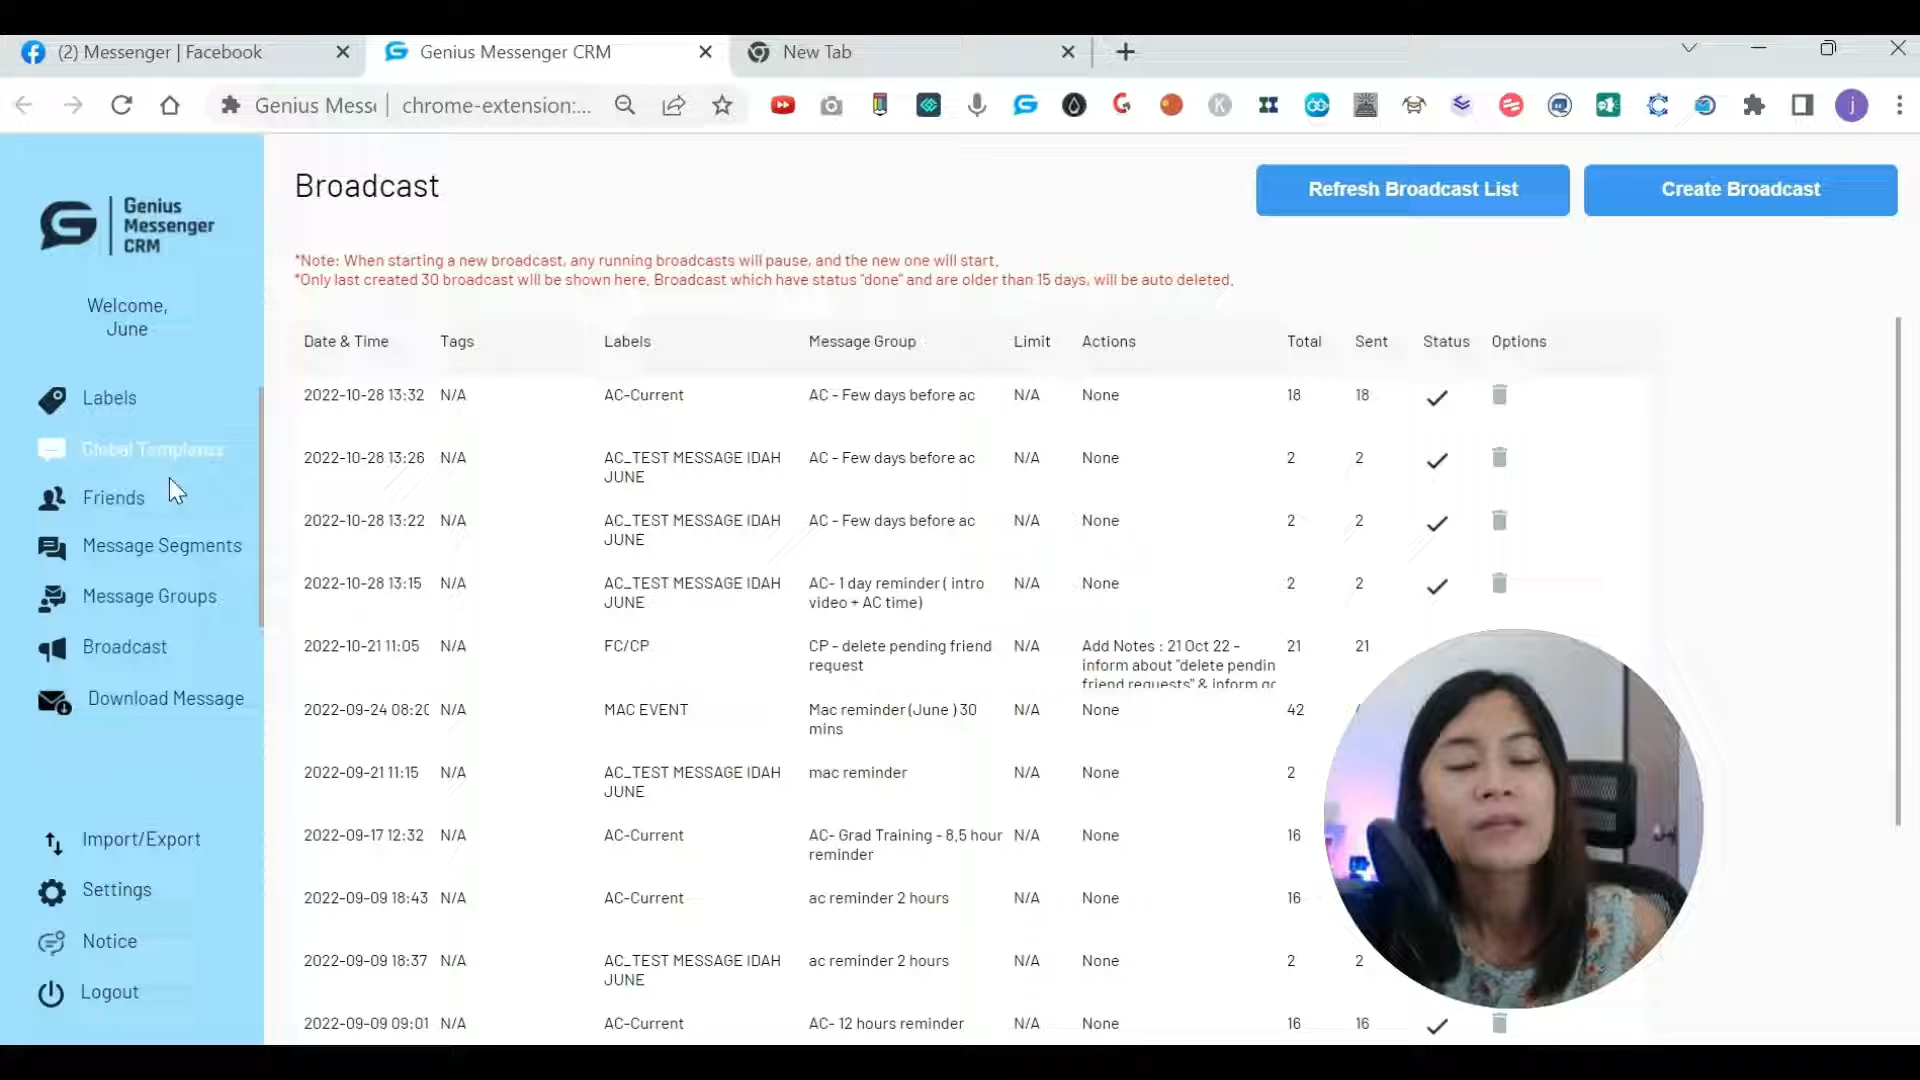 (2) Messenger | Facebook
Genius Messenger CRM
New Tab
Genius Messe
chrome-extension:...
Genius
Messenger
CRM
Welcome,
June
Labels
Global Templates
Friends
Message Segments
Message Groups
Broadcast
Download Message
Import/Export
Settings
Notice
Logout
Broadcast
Refresh Broadcast List
Create Broadcast
*Note: When starting a new broadcast, any running broadcasts will pause, and the new one will start.
*Only last created 30 broadcast will be shown here. Broadcast which have status "done" and are older than 15 days, will be auto deleted.
Date & Time Tags Labels Message Group Limit Actions Total Sent Status Options
2022-10-28 13:32 N/A AC-Current AC - Few days before ac N/A None 18 18
2022-10-28 13:26 N/A AC_TEST MESSAGE IDAH AC - Few days before ac N/A None 2 2
JUNE
2022-10-28 13:22 N/A AC_TEST MESSAGE IDAH AC - Few days before ac N/A None 2 2
JUNE
2022-10-28 13:15 N/A AC_TEST MESSAGE IDAH AC- 1 day reminder ( intro N/A None 2 2
JUNE video + AC time)
2022-10-21 11:05 N/A FC/CP CP - delete pending friend N/A Add Notes : 21 Oct 22 - 21 21
request inform about "delete pendin
friend requests" & inform
2022-09-24 08:20 N/A MAC EVENT Mac reminder (June ) 30 N/A None 42
mins
2022-09-21 11:15 N/A AC_TEST MESSAGE IDAH mac reminder N/A None 2
JUNE
2022-09-17 12:32 N/A AC-Current AC- Grad Training - 8.5 hour N/A None 16
reminder
2022-09-09 18:43 N/A AC-Current ac reminder 2 hours N/A None 16
2022-09-09 18:37 N/A AC_TEST MESSAGE IDAH ac reminder 2 hours N/A None 2 2
JUNE
2022-09-09 09:01 N/A AC-Current AC- 12 hours reminder N/A None 16 16